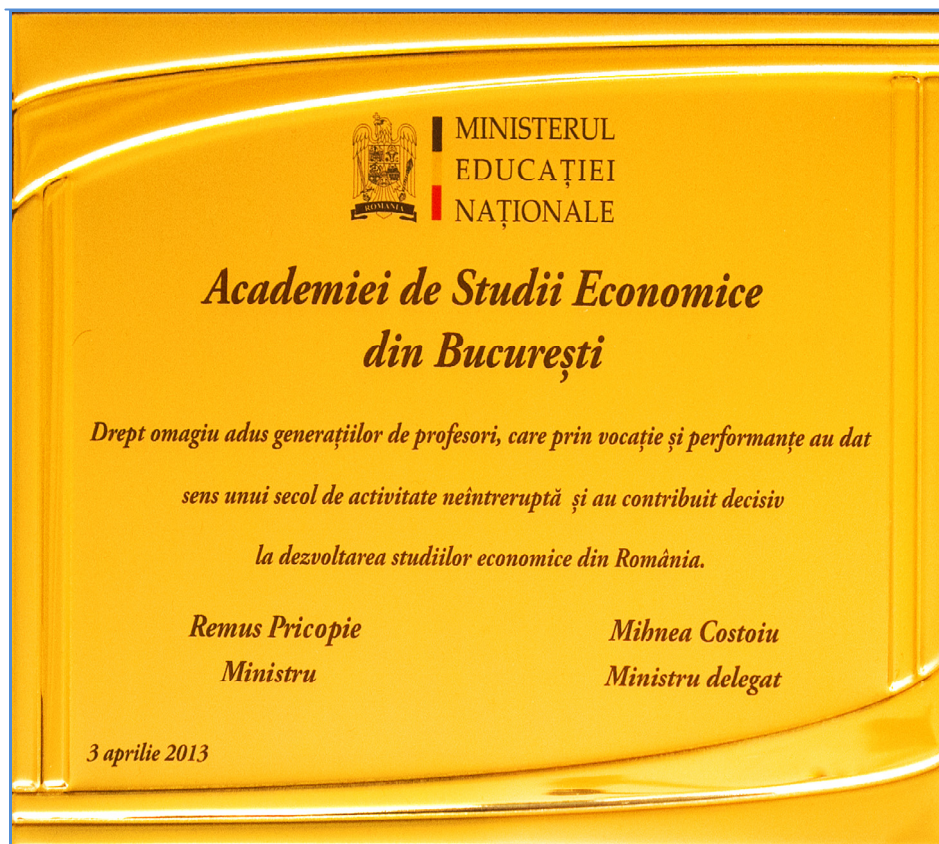 MINISTERUL
EDUCAȚIEI
NAȚIONALE
ROMANIA
Academiei de Studii Economice
din București
Drept omagiu adus generațiilor de profesori, care prin vocație și performanțe au dat
sens unui secol de activitate neîntreruptă și au contribuit decisiv
la dezvoltarea studiilor economice din România.
Remus Pricopie
Ministru
Mihnea Costoiu
Ministru delegat
3 aprilie 2013